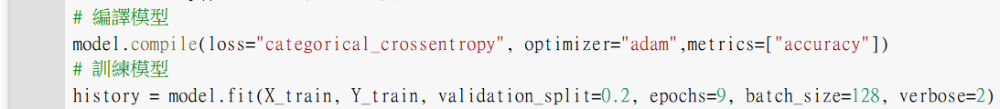 # 編譯模型
model.compile(loss="categorical_crossentropy", optimizer="adam",metrics=["accuracy"])
# 訓練模型
history = model.fit(X_train, Y_train, validation_split=0.2, epochs=9, batch_size=128, verbose=2)